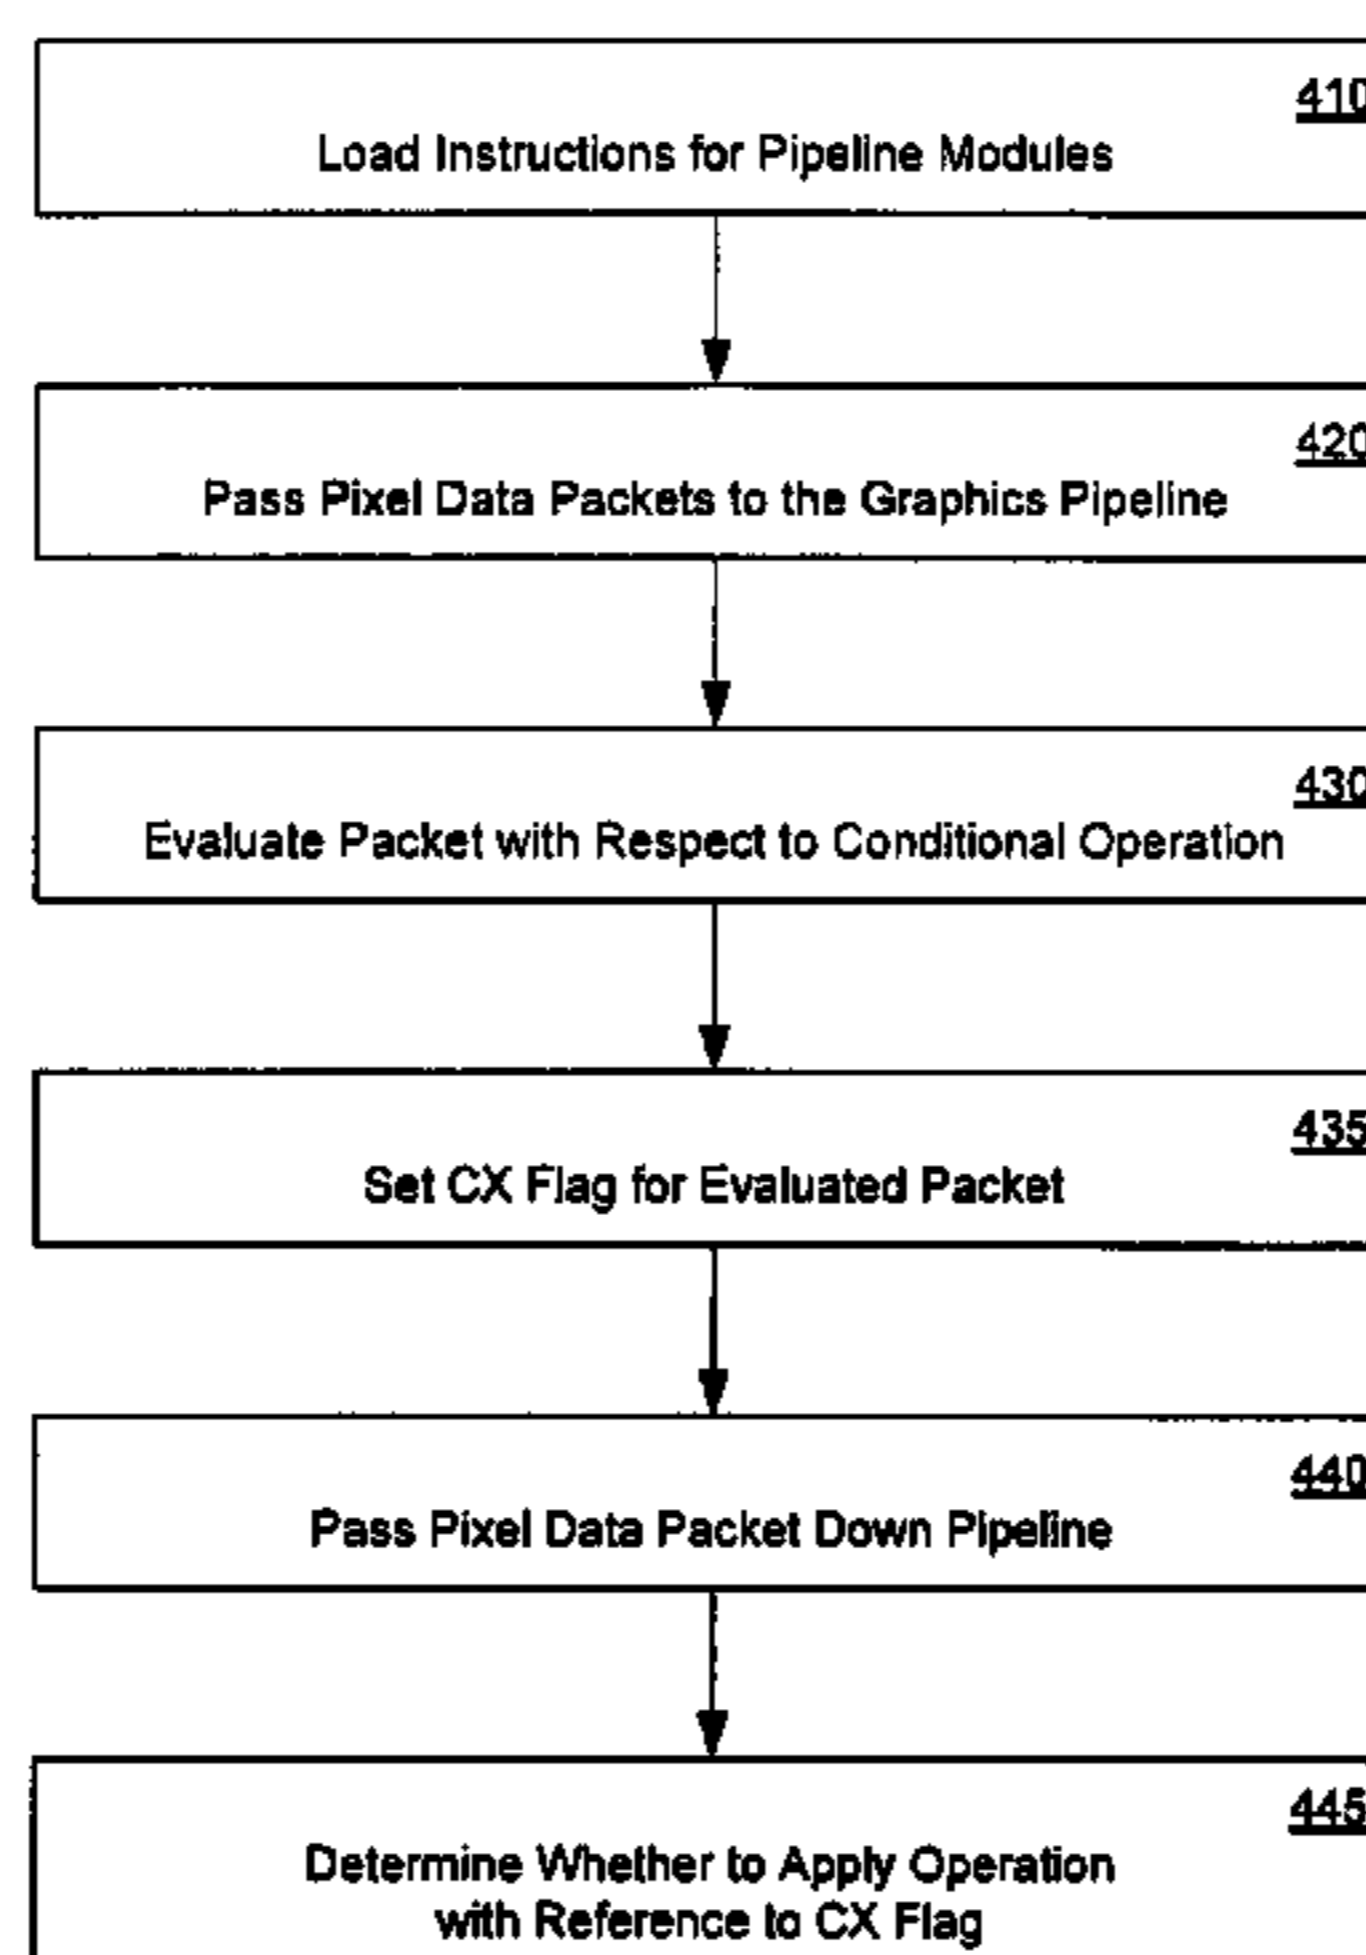 410
Load Instructions for Pipeline Modules
420
Pass Pixel Data Packets to the Graphics Pipeline
430
Evaluate Packet with Respect to Conditional Operation
435
Set CX Flag for Evaluated Packet
440
Pass Pixel Data Packet Down Pipeline
445
Determine Whether to Apply Operation
with Reference to CX Flag